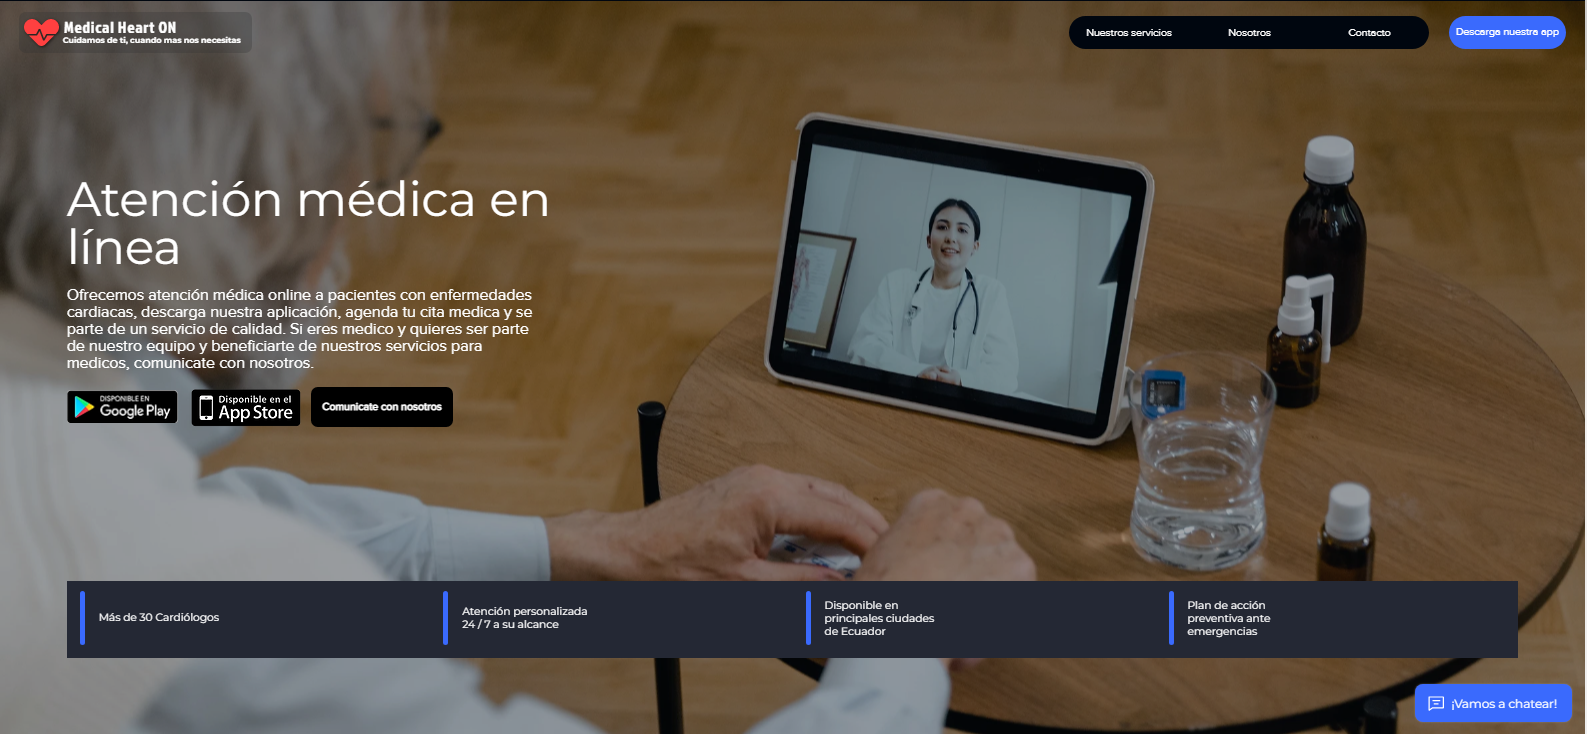 Medical Heart ON
Cuidamos de ti, cuando mas nos necesitas
Nuestros servicios
Nosotros
Contacto
Descarga nuestra app
Atención médica en
línea
Ofrecemos atención médica online a pacientes con enfermedades
cardiacas, descarga nuestra aplicación, agenda tu cita medica y se
parte de un servicio de calidad. Si eres medico y quieres ser parte
de nuestro equipo y beneficiarte de nuestros servicios para
medicos, comunicate con nosotros.
DISPONIBLE EN
Google Play
Disponible en el
App Store
Comunicate con nosotros
Más de 30 Cardiólogos
Atención personalizada
24 / 7 a su alcance
Disponible en
principales ciudades
de Ecuador
Plan de acción
preventiva ante
emergencias
¡Vamos a chatear!